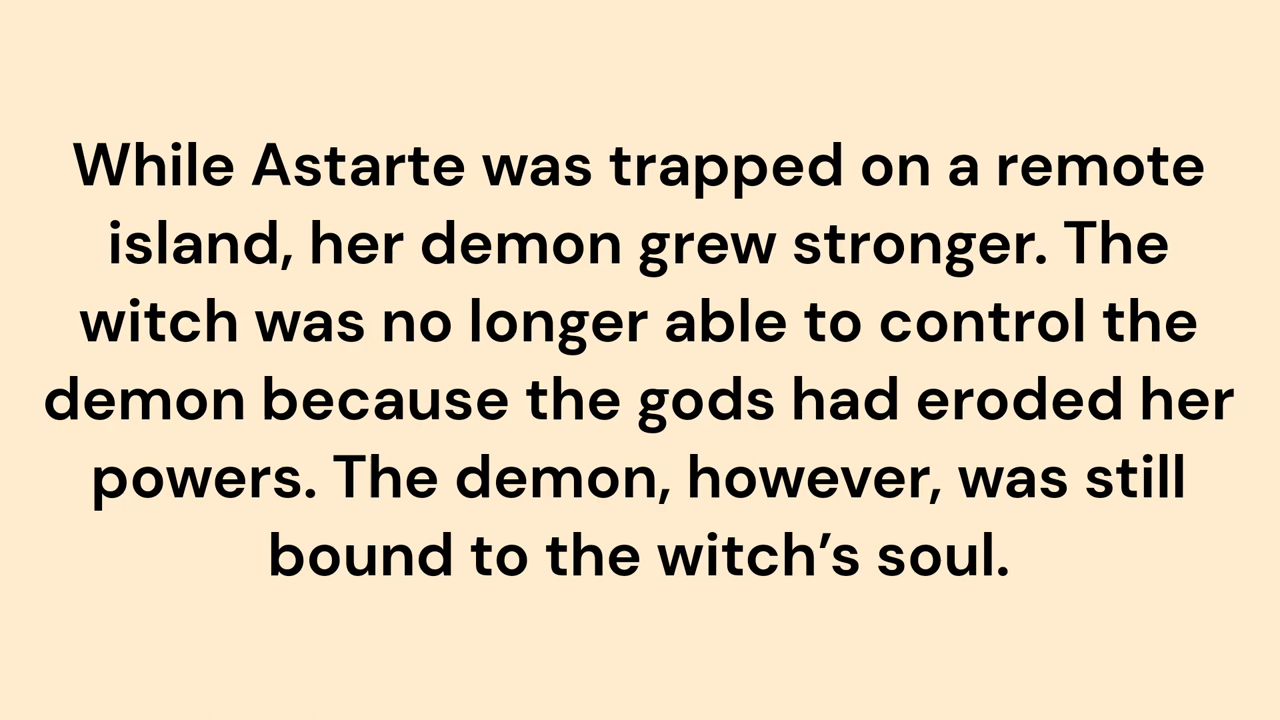 While Astarte was trapped on a remote
island, her demon grew stronger. The
witch was no longer able to control the
demon because the gods had eroded her
powers. The demon, however, was still
bound to the witch’s soul.